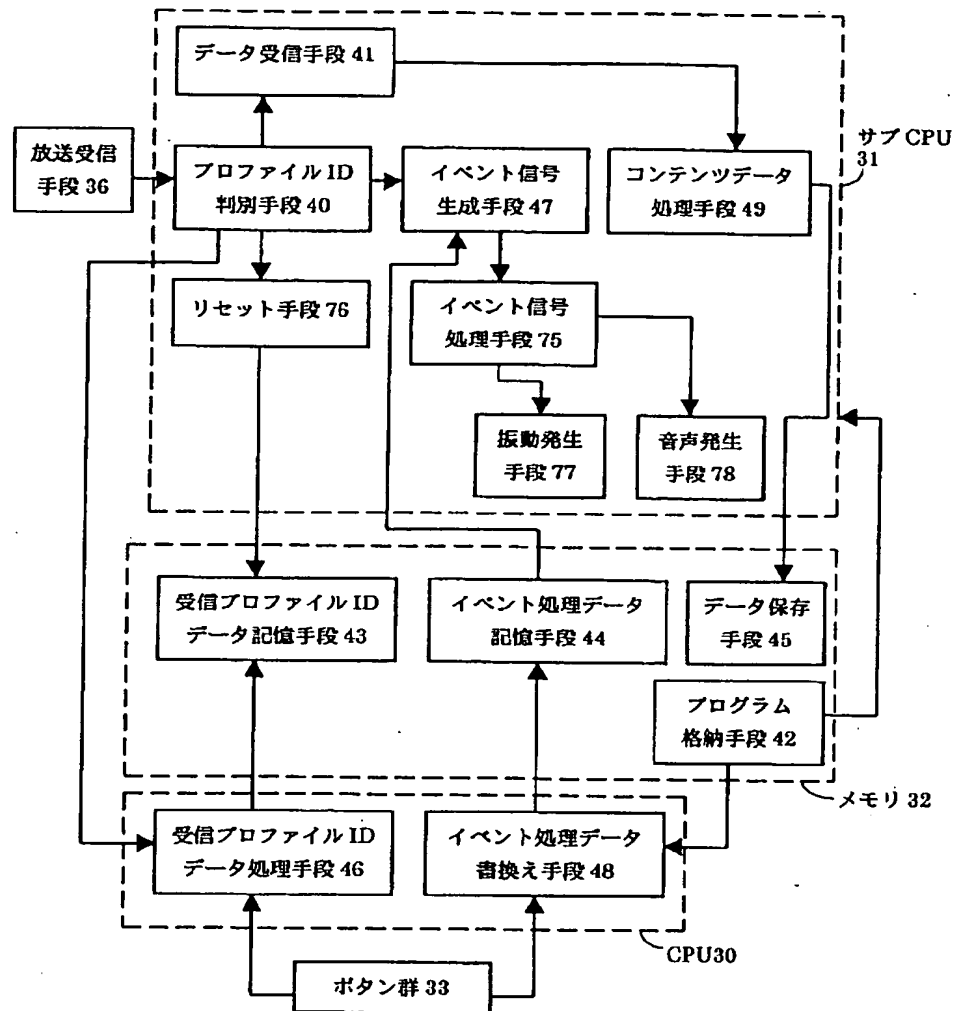 データ受信手段 41
放送受信
手段 36
プロファイル ID
判別手段 40
イベント信号
生成手段 47
コンテンツデータ
処理手段 49
サブ CPU
31
リセット手段 76
イベント信号
処理手段 75
振動発生
手段 77
音声発生
手段 78
受信プロファイル ID
データ記憶手段 43
イベント処理データ
記憶手段 44
データ保存
手段 45
プログラム
格納手段 42
メモリ 32
受信プロファイル ID
データ処理手段 46
イベント処理データ
書換え手段 48
CPU30
ボタン群 33